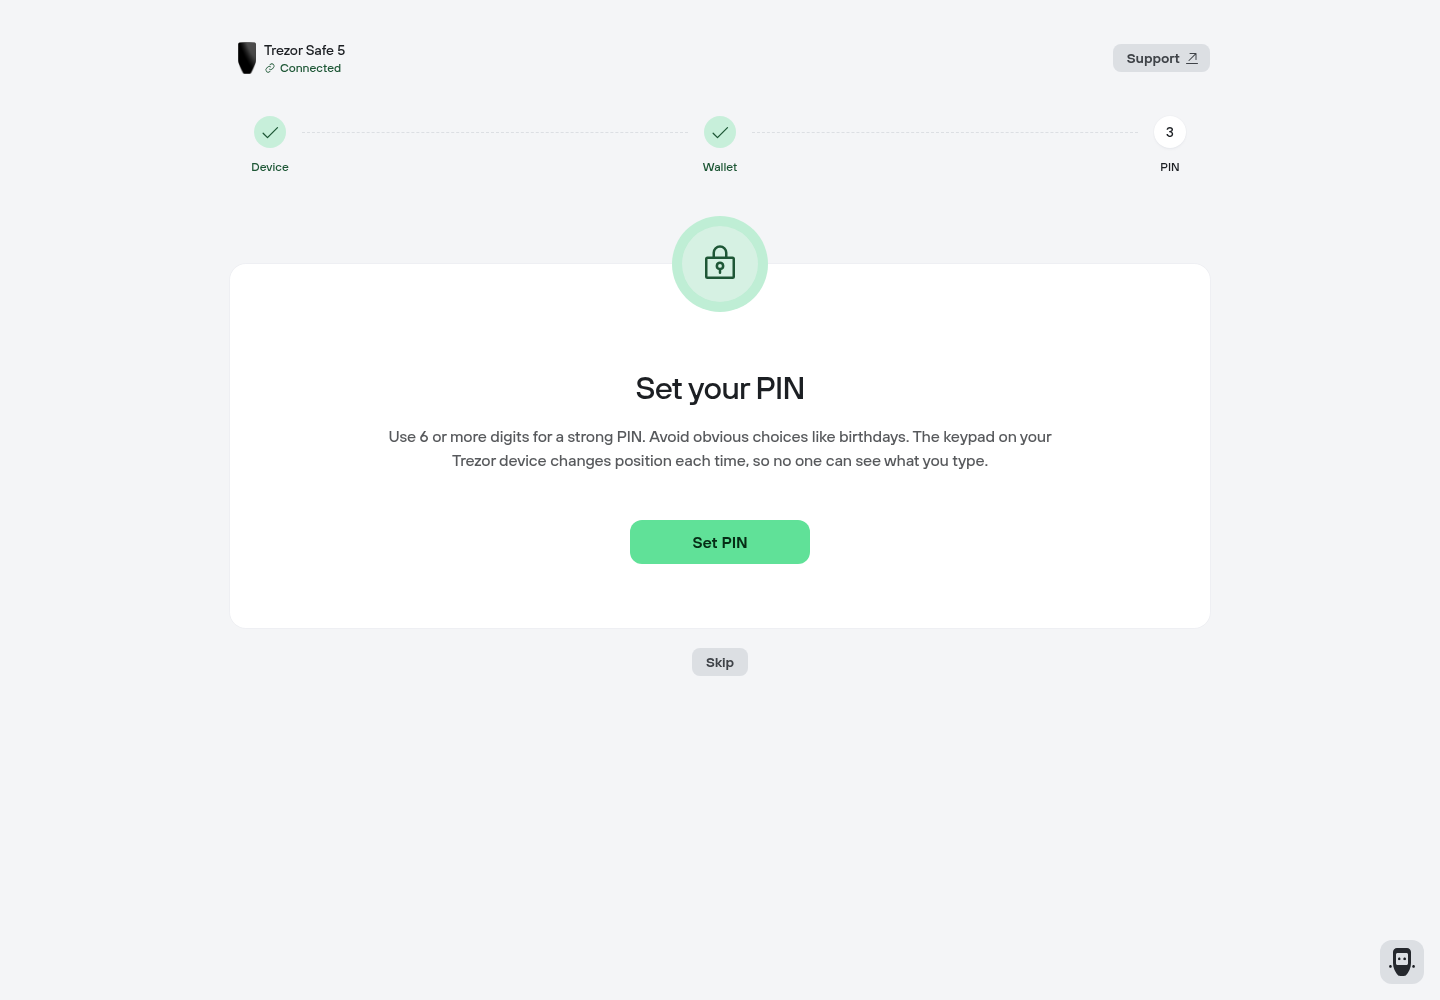 Trezor Safe 5
Connected
Support
Device
Wallet
3
PIN
Set your PIN
Use 6 or more digits for a strong PIN. Avoid obvious choices like birthdays. The keypad on your
Trezor device changes position each time, so no one can see what you type.
Set PIN
Skip